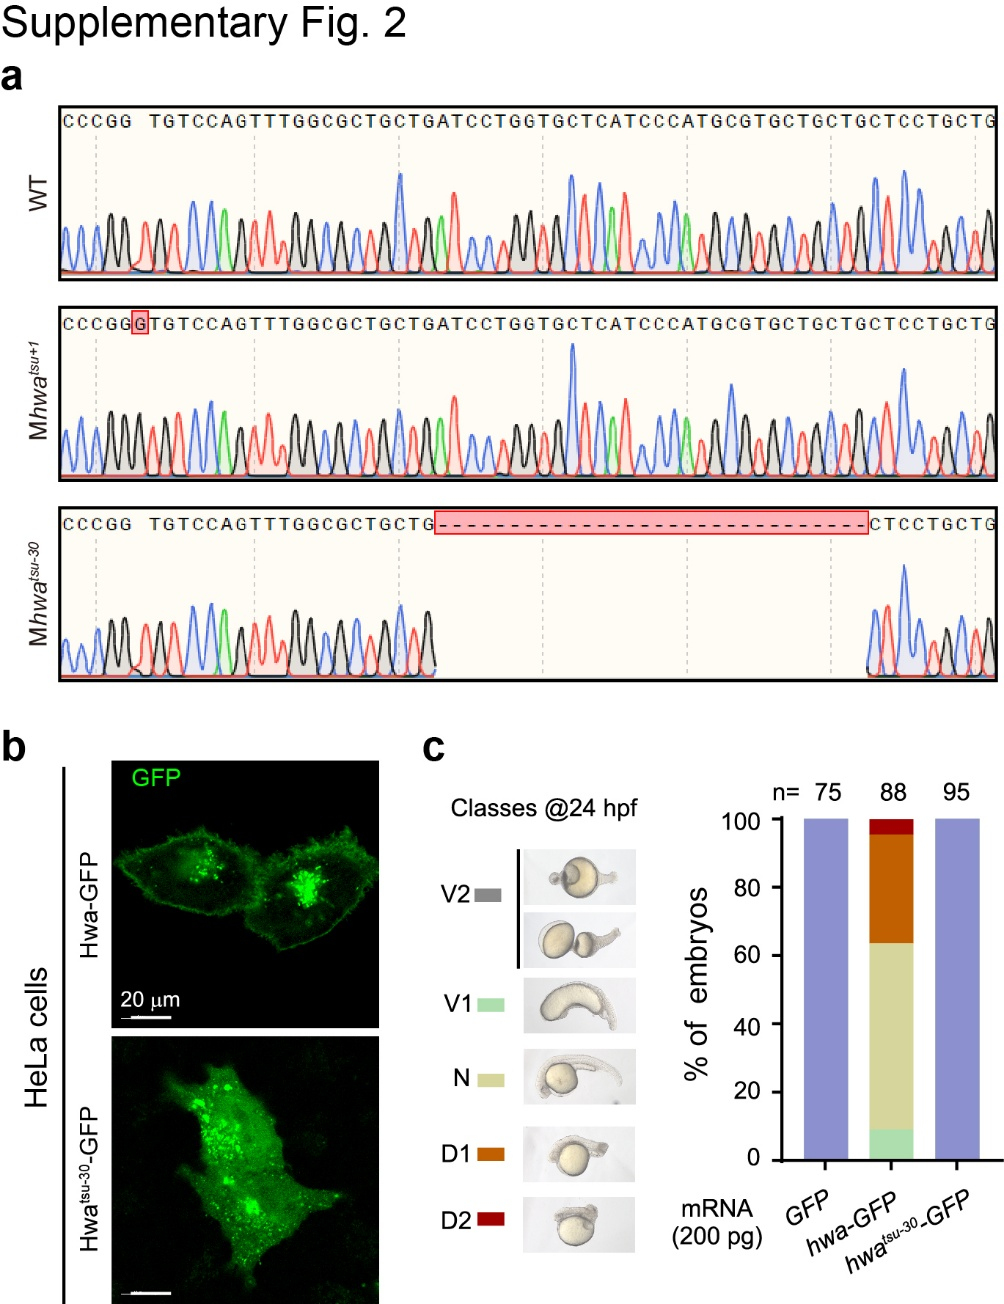 Supplementary Fig. 2
a
WT
CCCGG TGTCCAGTTTGGCGCTGCTGATCCTGGTGCTCATCCCATGCGTGCTGCTGCTCCTGCTG
Mhwatsu+1
CCCGGGTGTCCAGTTTGGCGCTGCTGATCCTGGTGCTCATCCCATGCGTGCTGCTGCTCCTGCTG
Mhwatsu-30
CCCGG TGTCCAGTTTGGCGCTGCTG------------------------------CTCCTGCTG
b
HeLa cells
Hwa-GFP
GFP
20 μm
Hwatsu-30-GFP
c
Classes @24 hpf
V2
V1
N
D1
D2
n= 75 88 95
% of embryos
100
80
60
40
20
0
mRNA
(200 pg)
GFP
hwa-GFP
hwatsu-30-GFP